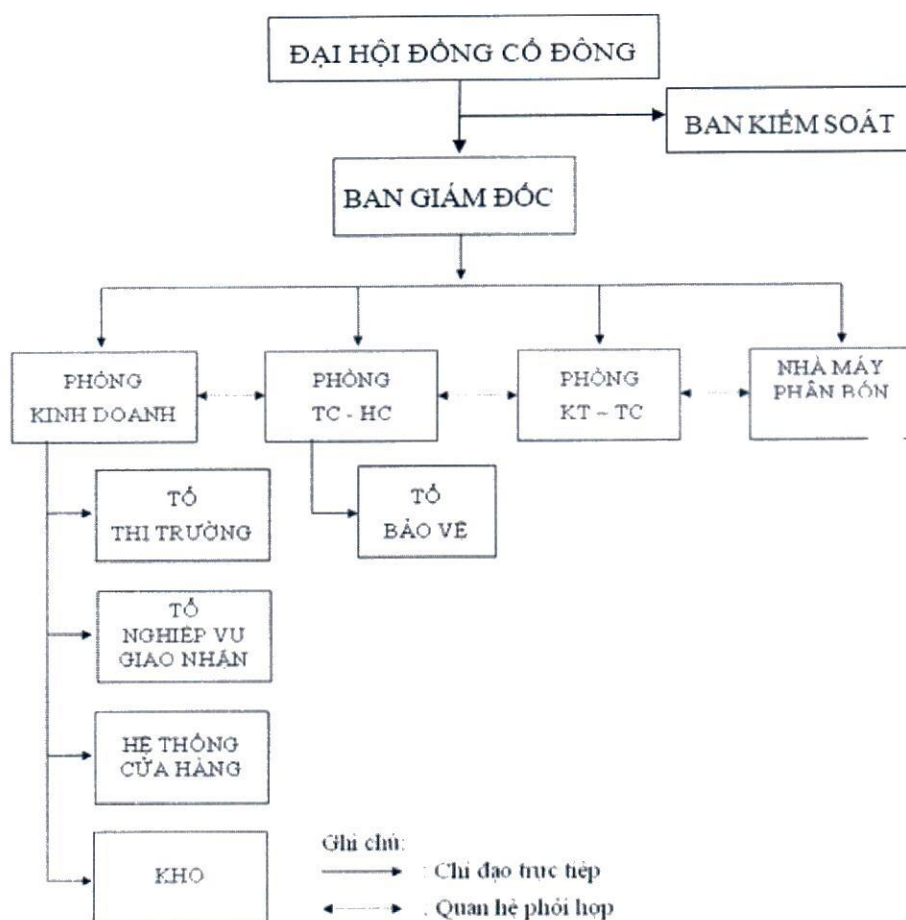 ĐẠI HỘI ĐỒNG CỔ ĐÔNG
BAN KIỂM SOÁT
BAN GIÁM ĐỐC
PHÒNG
KINH DOANH
PHÒNG
TC - HC
PHÒNG
KT – TC
NHÀ MÁY
PHÂN BÓN
TỔ
THỊ TRƯỜNG
TỔ
BẢO VỆ
TỔ
NGHIỆP VỤ
GIAO NHẬN
HỆ THỐNG
CỬA HÀNG
KHO
Ghi chú:
: Chỉ đạo trực tiếp
: Quan hệ phối hợp